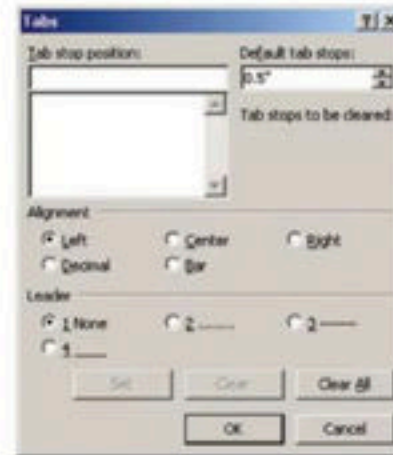 Tabs
Tab stop position: Default tab stops:
0.5"
Tab stops to be cleared:
Alignment
Left Center Right
Decimal Bar
Leader
1 None 2 ....... 3 -------
4 ____
Set Clear Clear All
OK Cancel